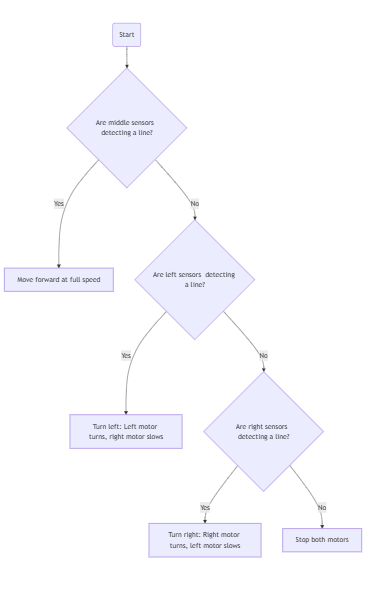 Start
Are middle sensors
detecting a line?
Yes
No
Move forward at full speed
Are left sensors detecting
a line?
Yes
No
Turn left: Left motor
turns, right motor slows
Are right sensors
detecting a line?
Yes
No
Turn right: Right motor
turns, left motor slows
Stop both motors